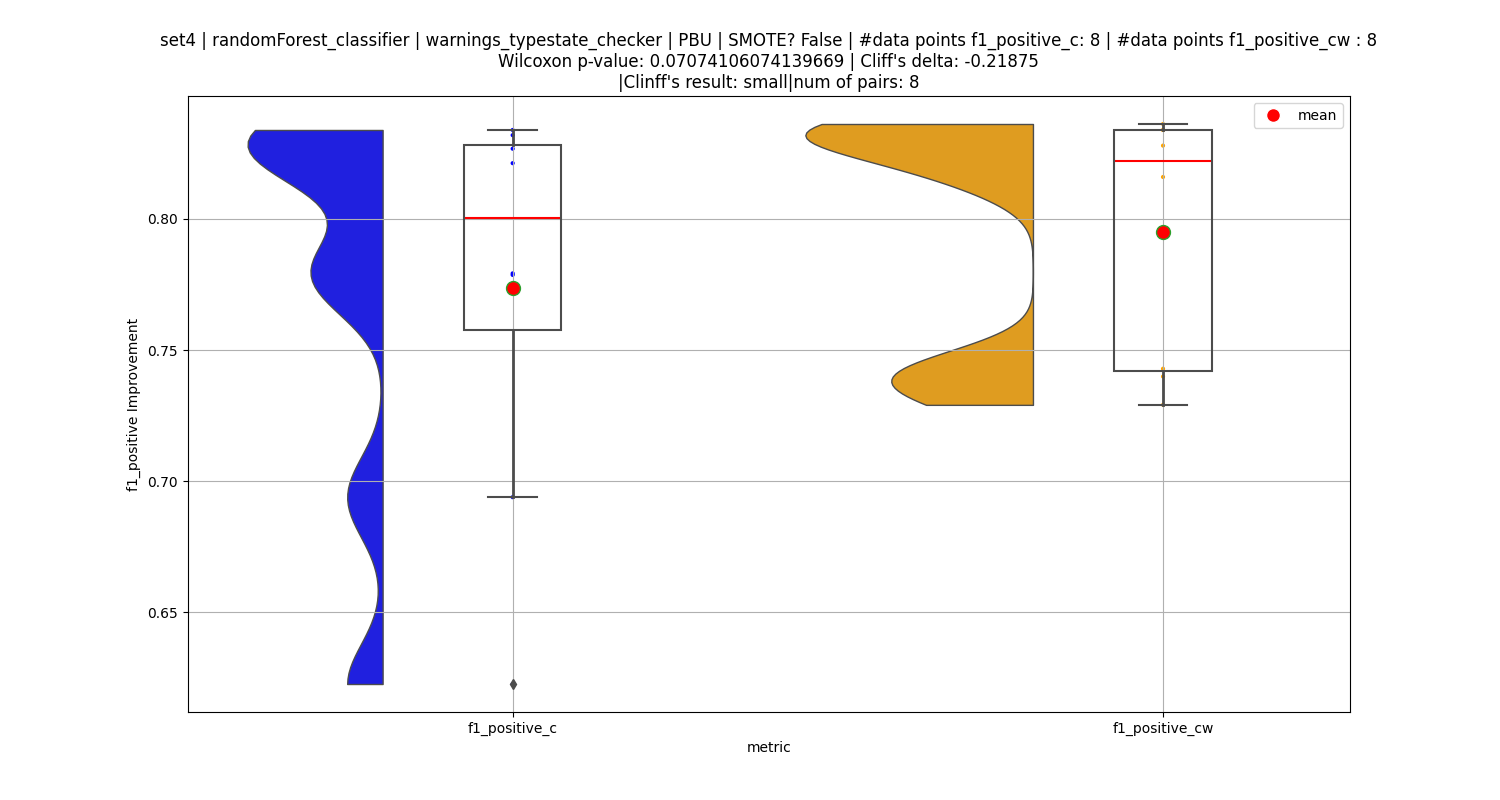 set4 | randomForest_classifier | warnings_typestate_checker | PBU | SMOTE? False | #data points f1_positive_c: 8 | #data points f1_positive_cw : 8
Wilcoxon p-value: 0.07074106074139669 | Cliff's delta: -0.21875
|Clinff's result: small|num of pairs: 8
mean
f1_positive Improvement
0.80
0.75
0.70
0.65
f1_positive_c
f1_positive_cw
metric